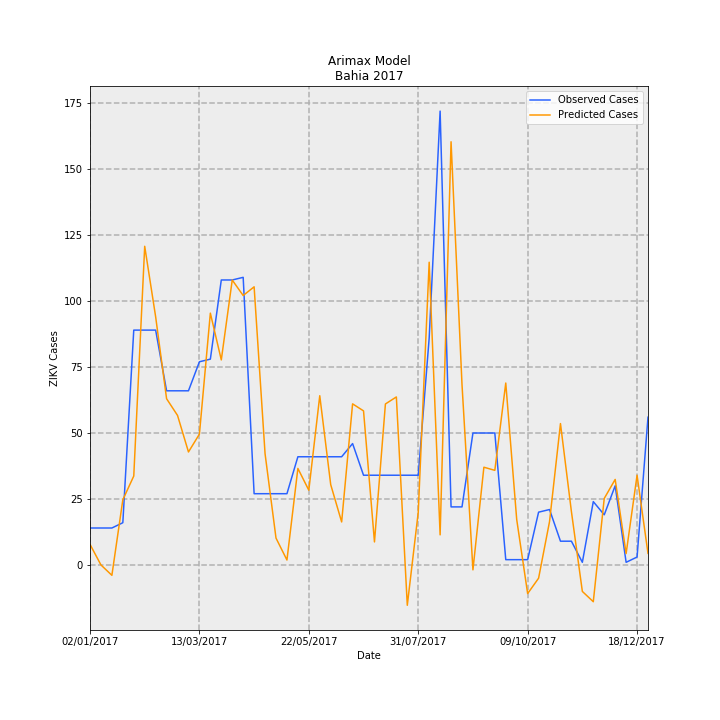 Arimax Model
Bahia 2017
Observed Cases
Predicted Cases
ZIKV Cases
175
150
125
100
75
50
25
0
02/01/2017 13/03/2017 22/05/2017 31/07/2017 09/10/2017 18/12/2017
Date